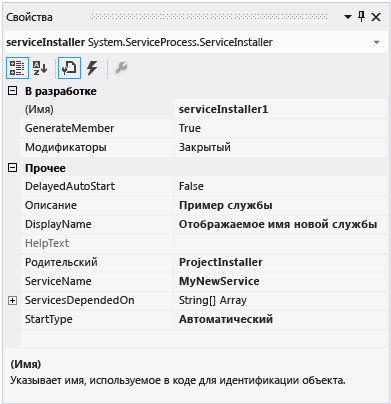 Свойства
serviceInstaller System.ServiceProcess.ServiceInstaller
В разработке
(Имя) serviceInstaller1
GenerateMember True
Модификаторы Закрытый
Прочее
DelayedAutoStart False
Описание Пример службы
DisplayName Отображаемое имя новой службы
HelpText
Родительский ProjectInstaller
ServiceName MyNewService
ServicesDependedOn String[] Array
StartType Автоматический
(Имя)
Указывает имя, используемое в коде для идентификации объекта.